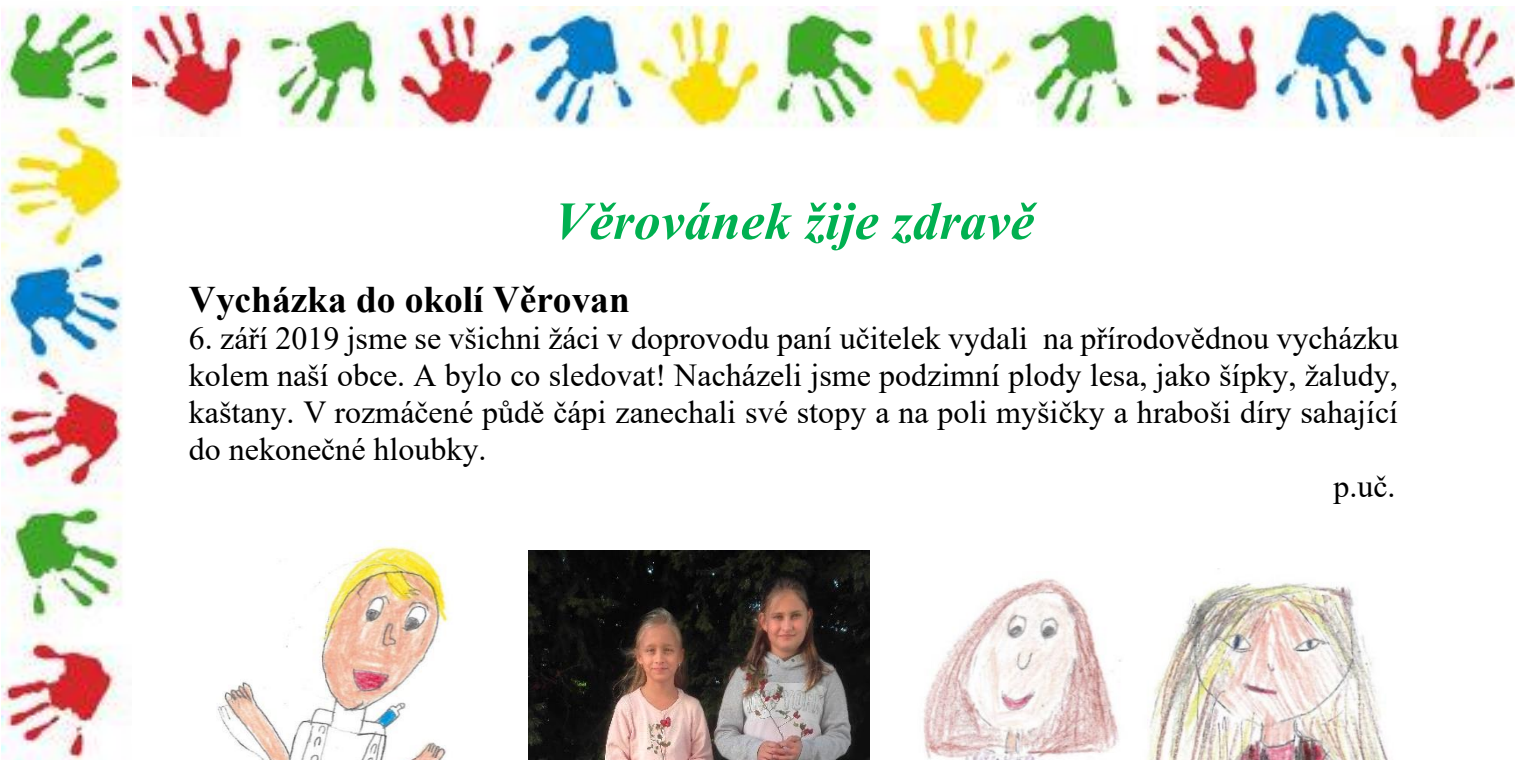 Věrovánek žije zdravě
Vycházka do okolí Věrovan
6. září 2019 jsme se všichni žáci v doprovodu paní učitelek vydali  na přírodovědnou vycházku
kolem naší obce. A bylo co sledovat! Nacházeli jsme podzimní plody lesa, jako šípky, žaludy,
kaštany. V rozmáčené půdě čápi zanechali své stopy a na poli myšičky a hraboši díry sahající
do nekonečné hloubky.
p.uč.